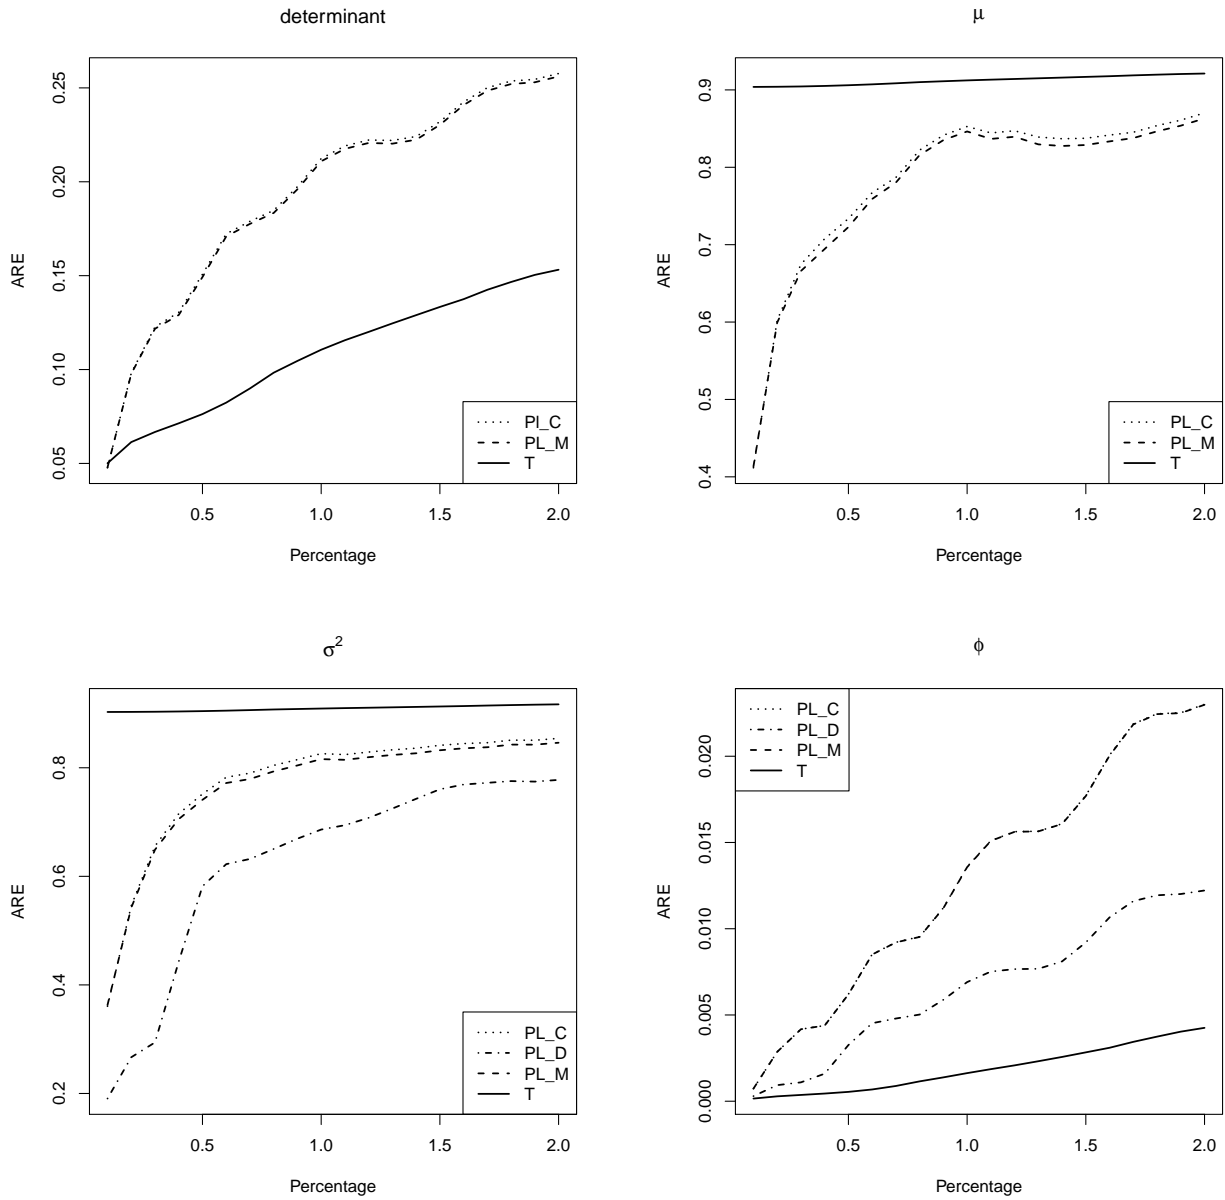 determinant
ARE
0.25
0.20
0.15
0.10
0.05
Pl_C
PL_M
T
0.5 1.0 1.5 2.0
Percentage
μ
ARE
0.9
0.8
0.7
0.6
0.5
0.4
PL_C
PL_M
T
0.5 1.0 1.5 2.0
Percentage
σ²
ARE
0.8
0.6
0.4
0.2
PL_C
PL_D
PL_M
T
0.5 1.0 1.5 2.0
Percentage
ϕ
ARE
0.020
0.015
0.010
0.005
0.000
PL_C
PL_D
PL_M
T
0.5 1.0 1.5 2.0
Percentage